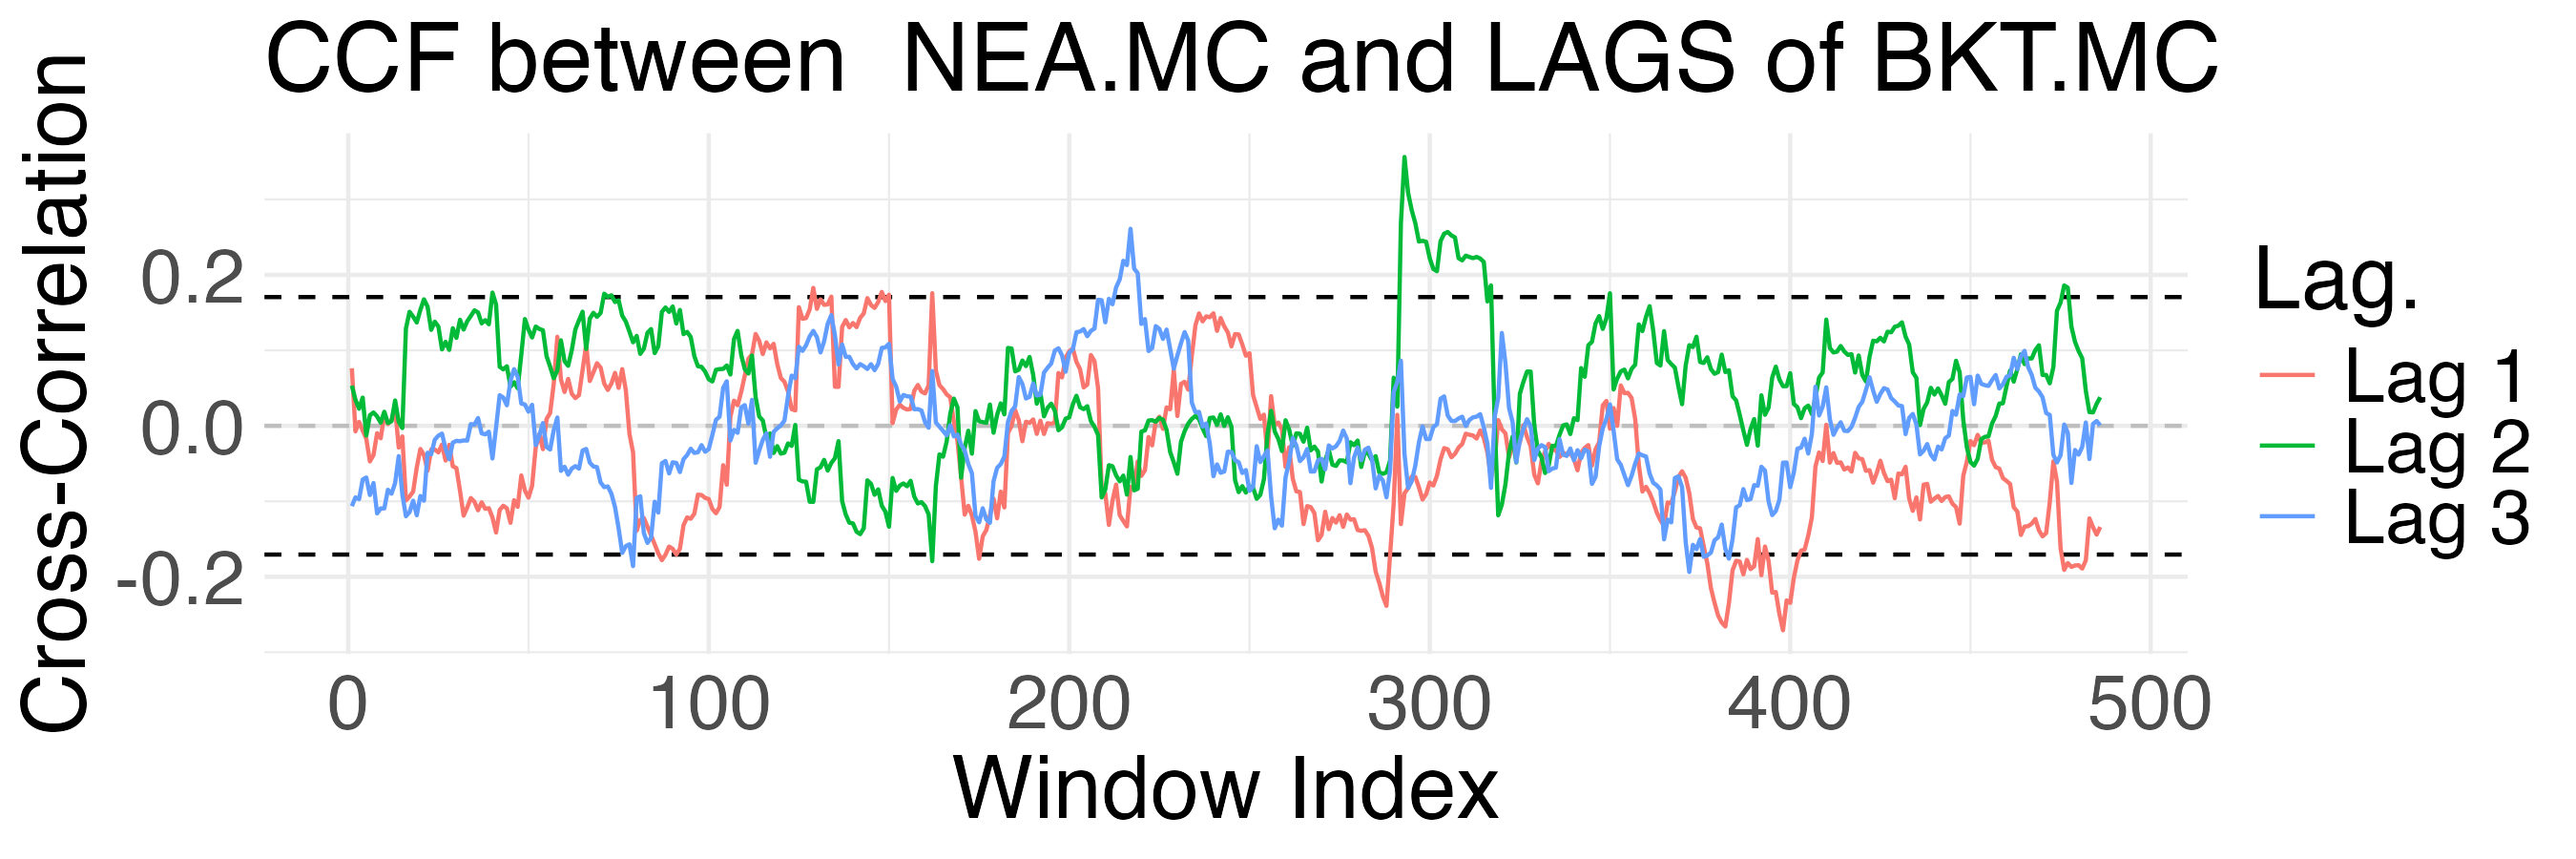 CCF between  NEA.MC and LAGS of BKT.MC
Cross-Correlation
0.2
0.0
-0.2
0
100
200
300
400
500
Window Index
Lag.
Lag 1
Lag 2
Lag 3